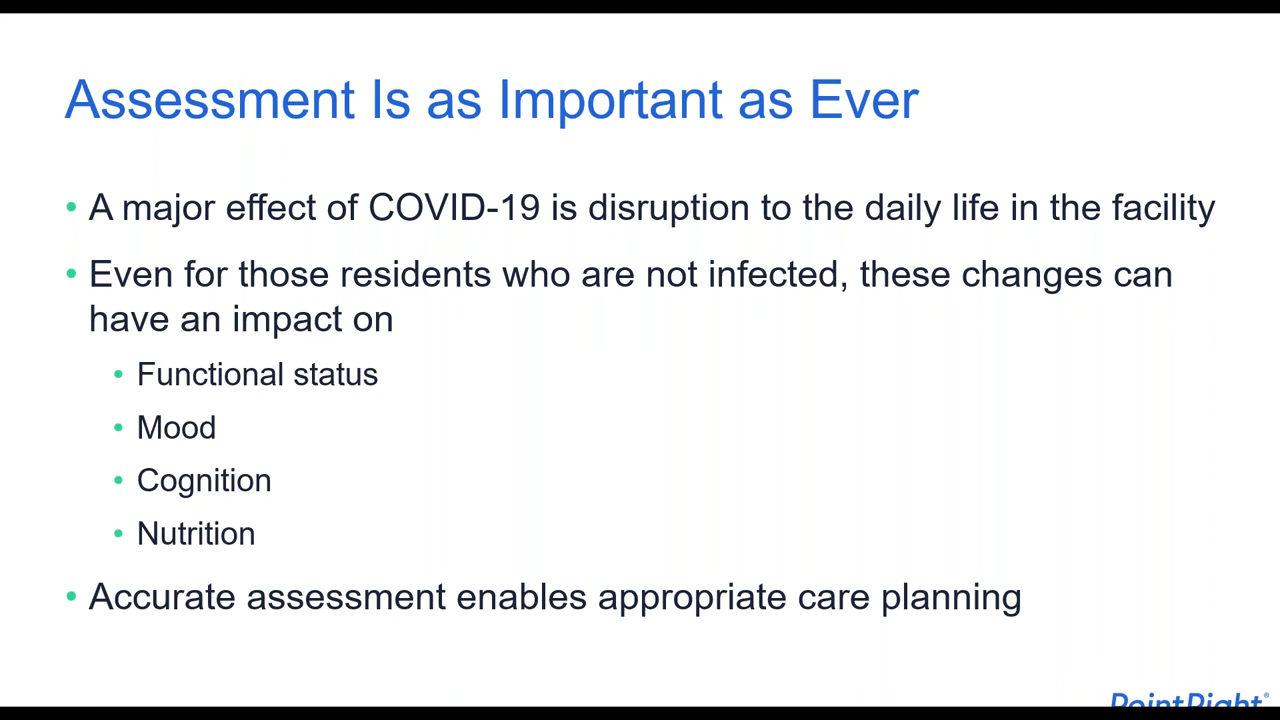 Assessment Is as Important as Ever
• A major effect of COVID-19 is disruption to the daily life in the facility
• Even for those residents who are not infected, these changes can
have an impact on
• Functional status
• Mood
• Cognition
• Nutrition
• Accurate assessment enables appropriate care planning
PointRight®